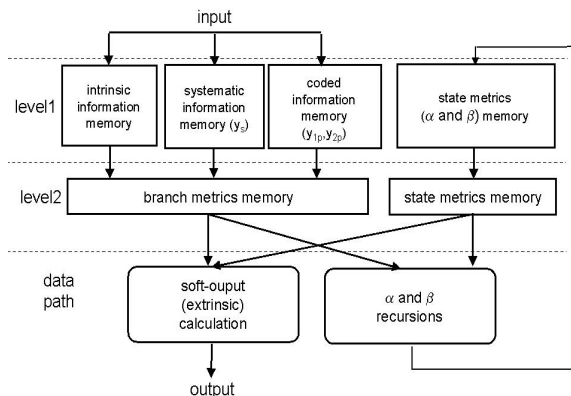 input
level1
intrinsic
information
memory
systematic
information
memory (ys)
coded
information
memory
(y1p,y2p)
state metrics
(α and β) memory
level2
branch metrics memory
state metrics memory
data
path
soft-ouput
(extrinsic)
calculation
α and β
recursions
output